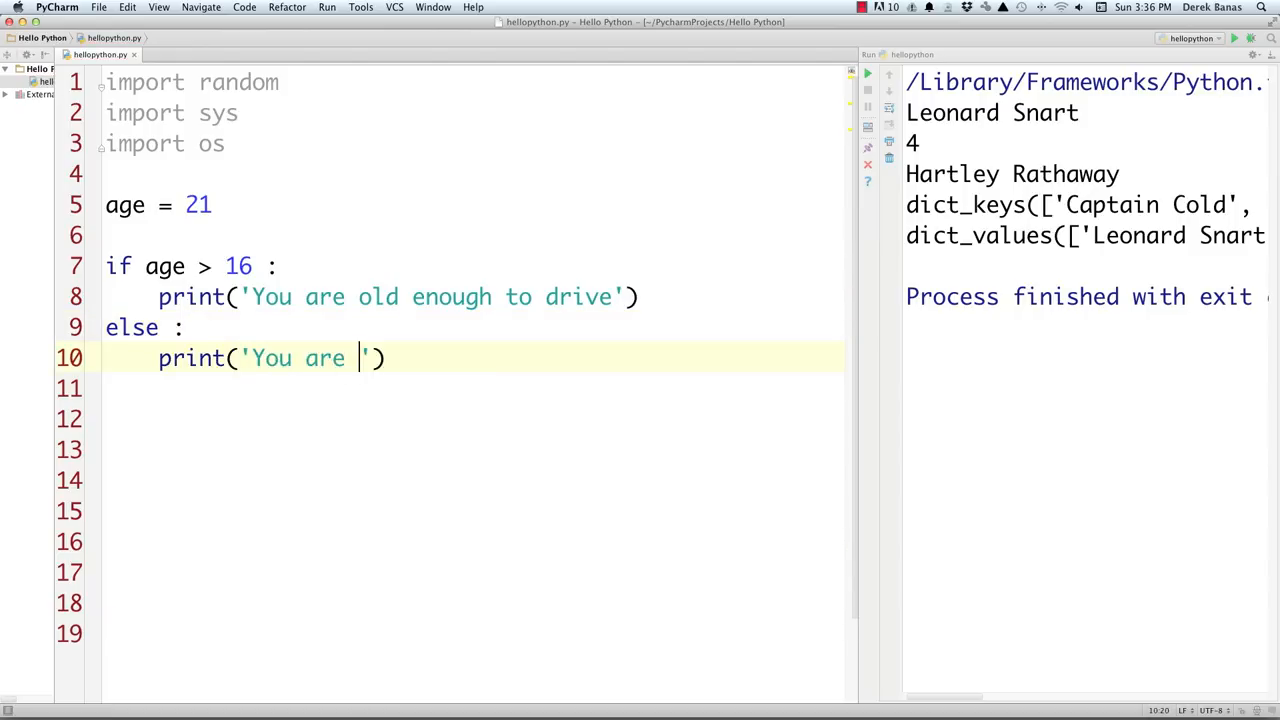 PyCharm File Edit View Navigate Code Refactor Run Tools VCS Window Help 10 Sun 3:36 PM Derek Banas
hellopython.py – Hello Python – [~/PycharmProjects/Hello Python]
Hello Python hellopython.py hellopython
hellopython.py Run hellopython
Hello P
hello
Extern
1 import random
2 import sys
3 import os
4
5 age = 21
6
7 if age > 16 :
8 print('You are old enough to drive')
9 else :
10 print('You are ')
11
12
13
14
15
16
17
18
19
/Library/Frameworks/Python.
Leonard Snart
4
Hartley Rathaway
dict_keys(['Captain Cold',
dict_values(['Leonard Snart
Process finished with exit
10:20 LF UTF-8